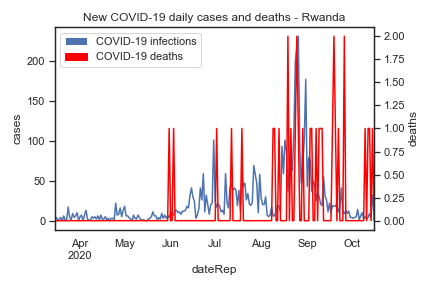 New COVID-19 daily cases and deaths - Rwanda
COVID-19 infections
COVID-19 deaths
cases
200
150
100
50
0
deaths
2.00
1.75
1.50
1.25
1.00
0.75
0.50
0.25
0.00
Apr May Jun Jul Aug Sep Oct
2020
dateRep